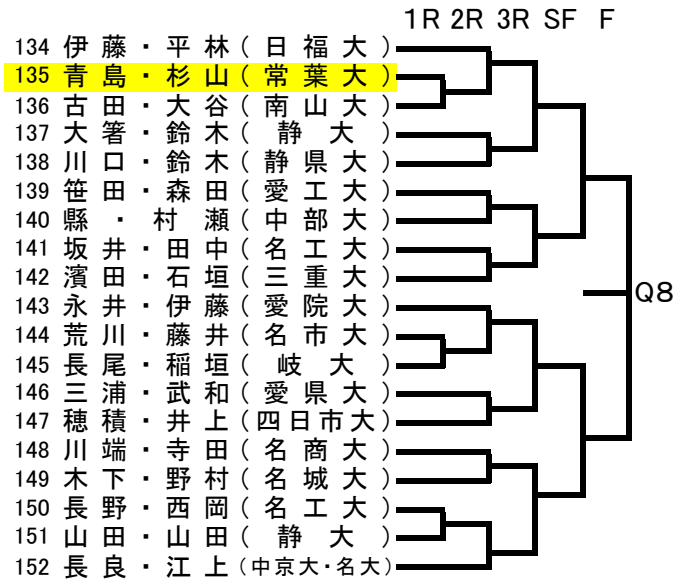 1R 2R 3R SF F
134 伊藤・平林(日福大)
135 青島・杉山(常葉大)
136 古田・大谷(南山大)
137 大箸・鈴木(静大)
138 川口・鈴木(静県大)
139 笹田・森田(愛工大)
140 縣・村瀬(中部大)
141 坂井・田中(名工大)
142 濱田・石垣(三重大)
143 永井・伊藤(愛院大)
Q8
144 荒川・藤井(名市大)
145 長尾・稲垣(岐大)
146 三浦・武和(愛県大)
147 穂積・井上(四日市大)
148 川端・寺田(名商大)
149 木下・野村(名城大)
150 長野・西岡(名工大)
151 山田・山田(静大)
152 長良・江上(中京大・名大)